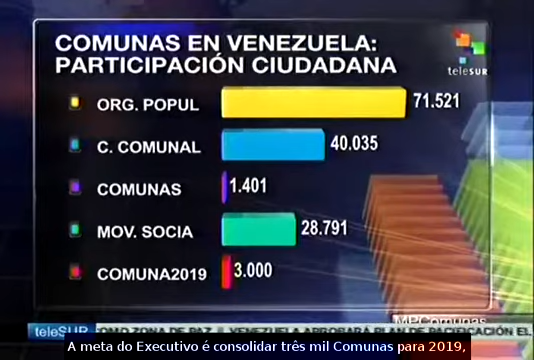 COMUNAS EN VENEZUELA:
PARTICIPACIÓN CIUDADANA
teleSUR
ORG. POPUL 71.521
C. COMUNAL 40.035
COMUNAS 1.401
MOV. SOCIA 28.791
COMUNA2019 3.000
MPComunas
teleSUR OMO ZONA DE PAZ VENEZUELA APROBARÁ PLAN DE PACIFICACIÓN EL
A meta do Executivo é consolidar três mil Comunas para 2019,